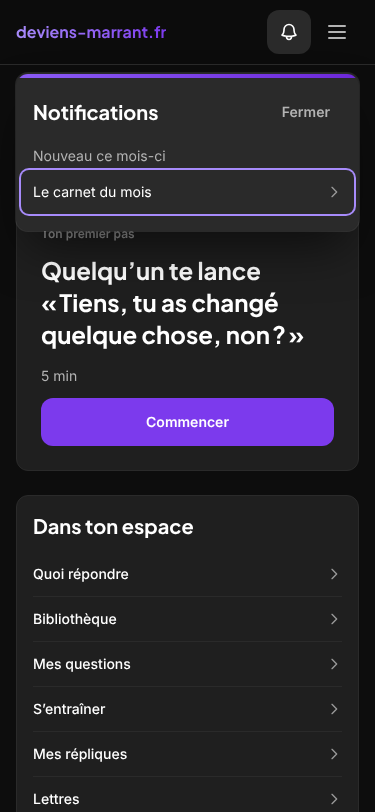 deviens-marrant.fr
Notifications
Fermer
Nouveau ce mois-ci
Le carnet du mois
Ton premier pas
Quelqu’un te lance
« Tiens, tu as changé
quelque chose, non ? »
5 min
Commencer
Dans ton espace
Quoi répondre
Bibliothèque
Mes questions
S’entraîner
Mes répliques
Lettres